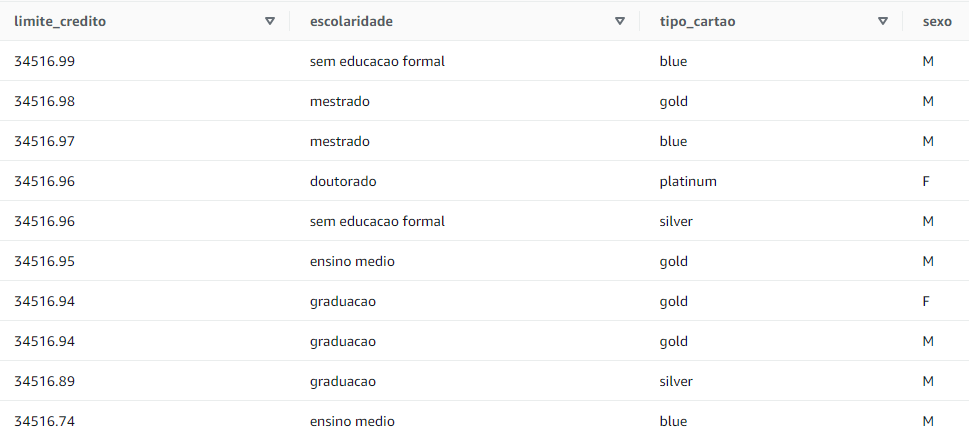 limite_credito escolaridade tipo_cartao sexo
34516.99 sem educacao formal blue M
34516.98 mestrado gold M
34516.97 mestrado blue M
34516.96 doutorado platinum F
34516.96 sem educacao formal silver M
34516.95 ensino medio gold M
34516.94 graduacao gold F
34516.94 graduacao gold M
34516.89 graduacao silver M
34516.74 ensino medio blue M